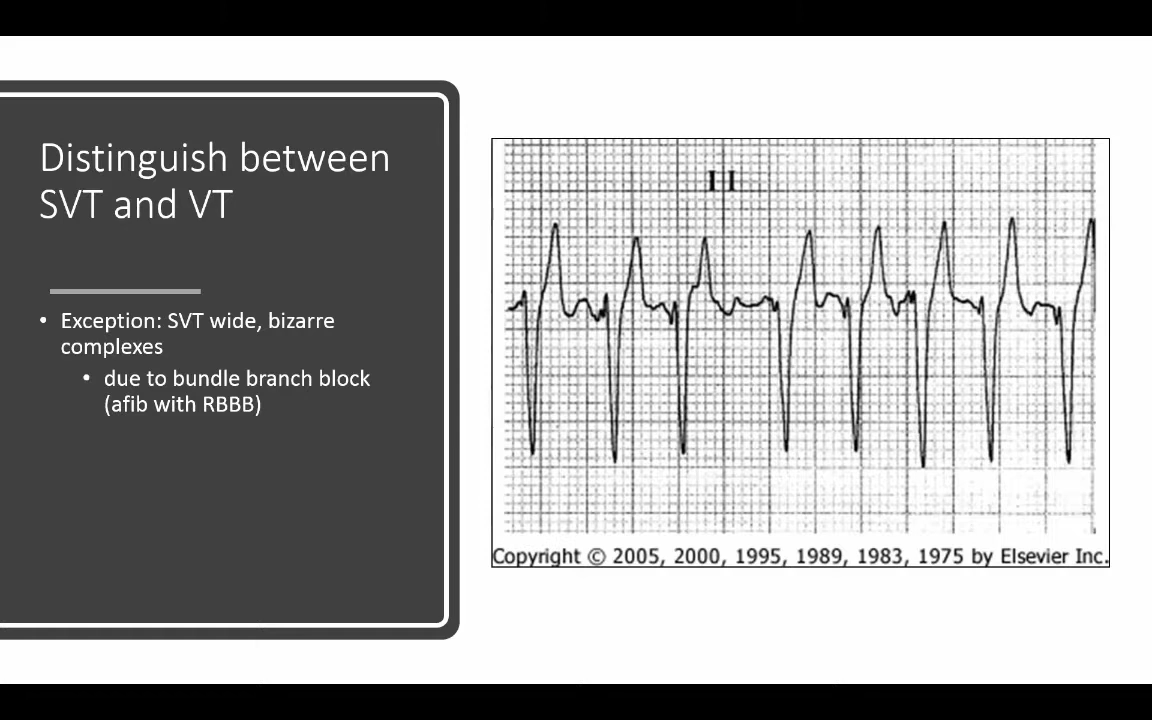 Distinguish between
SVT and VT
• Exception: SVT wide, bizarre
complexes
• due to bundle branch block
(afib with RBBB)
II
Copyright © 2005, 2000, 1995, 1989, 1983, 1975 by Elsevier Inc.